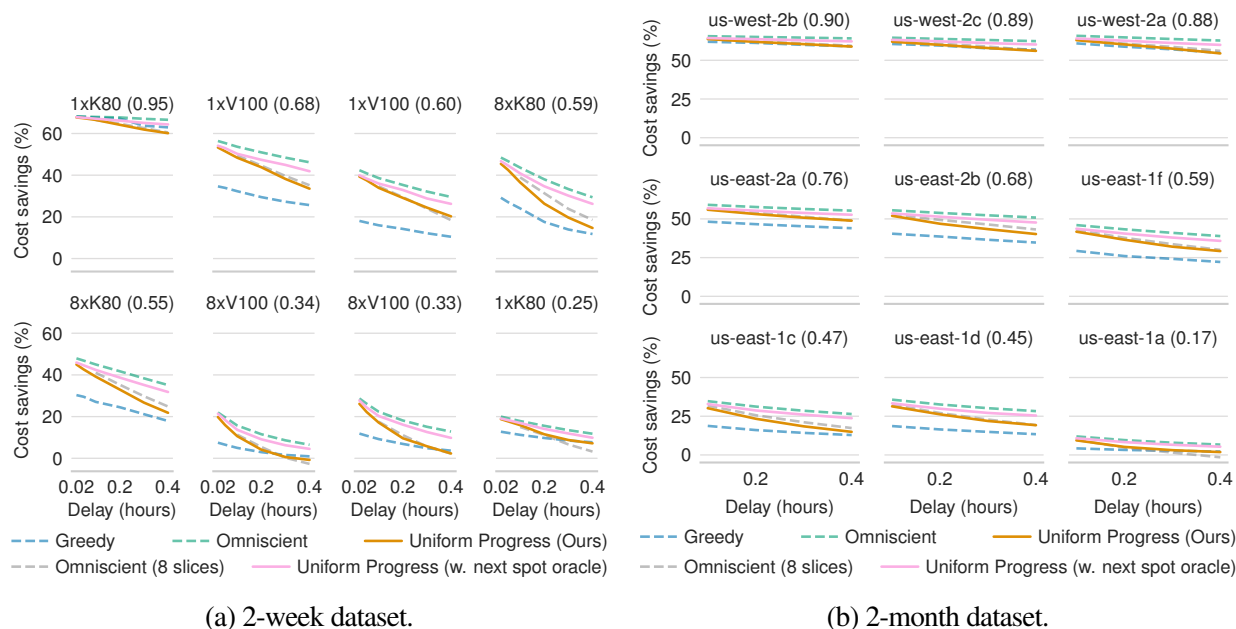 1xK80 (0.95) 1xV100 (0.68) 1xV100 (0.60) 8xK80 (0.59)
Cost savings (%)
60
40
20
0
8xK80 (0.55) 8xV100 (0.34) 8xV100 (0.33) 1xK80 (0.25)
Cost savings (%)
60
40
20
0
0.02 0.2 0.4 0.02 0.2 0.4 0.02 0.2 0.4 0.02 0.2 0.4
Delay (hours) Delay (hours) Delay (hours) Delay (hours)
Greedy Omniscient Uniform Progress (Ours)
Omniscient (8 slices) Uniform Progress (w. next spot oracle)
(a) 2-week dataset.
us-west-2b (0.90) us-west-2c (0.89) us-west-2a (0.88)
Cost savings (%)
50
25
0
us-east-2a (0.76) us-east-2b (0.68) us-east-1f (0.59)
Cost savings (%)
50
25
0
us-east-1c (0.47) us-east-1d (0.45) us-east-1a (0.17)
Cost savings (%)
50
25
0
0.2 0.4 0.2 0.4 0.2 0.4
Delay (hours) Delay (hours) Delay (hours)
Greedy Omniscient Uniform Progress (Ours)
Omniscient (8 slices) Uniform Progress (w. next spot oracle)
(b) 2-month dataset.